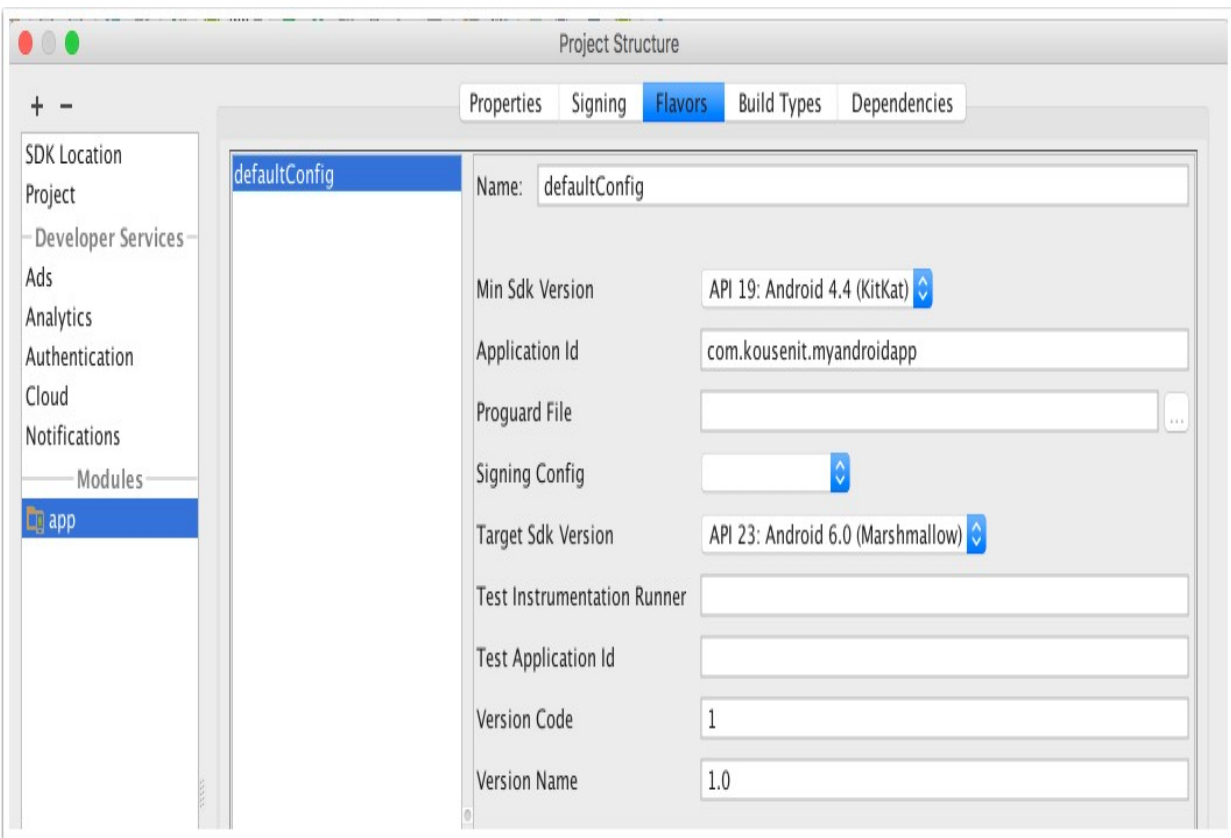 Project Structure
+ −
Properties Signing Flavors Build Types Dependencies
SDK Location
Project
Developer Services
Ads
Analytics
Authentication
Cloud
Notifications
Modules
app
defaultConfig
Name: defaultConfig
Min Sdk Version API 19: Android 4.4 (KitKat)
Application Id com.kousenit.myandroidapp
Proguard File ...
Signing Config
Target Sdk Version API 23: Android 6.0 (Marshmallow)
Test Instrumentation Runner
Test Application Id
Version Code 1
Version Name 1.0